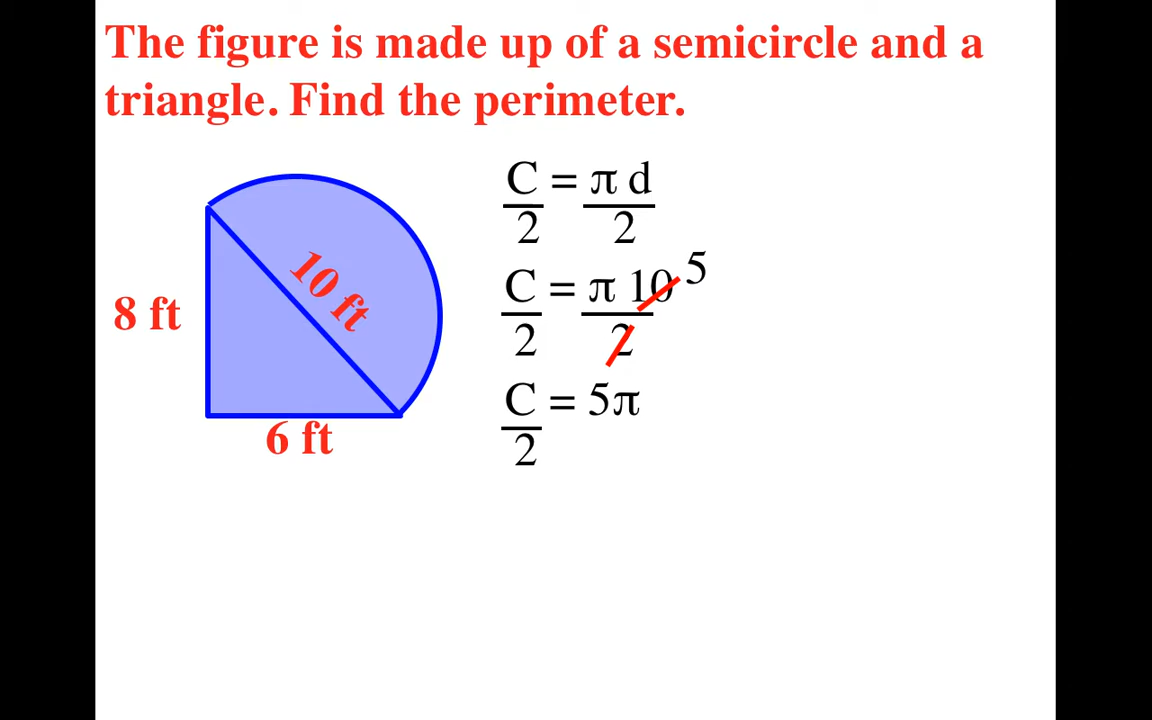 The figure is made up of a semicircle and a
triangle. Find the perimeter.
C = π d
2 2
C = π 10 5
2 2
C = 5π
2
10 ft
8 ft
6 ft